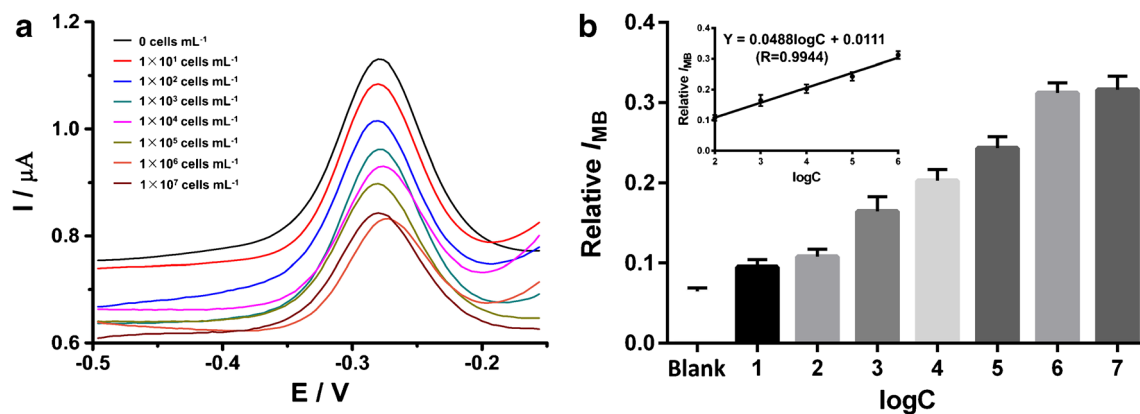 a
1.2
1.0
0.8
0.6
I / μA
0 cells mL⁻¹
1×10¹ cells mL⁻¹
1×10² cells mL⁻¹
1×10³ cells mL⁻¹
1×10⁴ cells mL⁻¹
1×10⁵ cells mL⁻¹
1×10⁶ cells mL⁻¹
1×10⁷ cells mL⁻¹
-0.5 -0.4 -0.3 -0.2
E / V
b
0.4
0.3
0.2
0.1
0.0
Relative I_MB
Y = 0.0488logC + 0.0111
(R=0.9944)
0.4
0.3
0.2
0.1
0.0
Relative I_MB
2 3 4 5 6
logC
Blank 1 2 3 4 5 6 7
logC